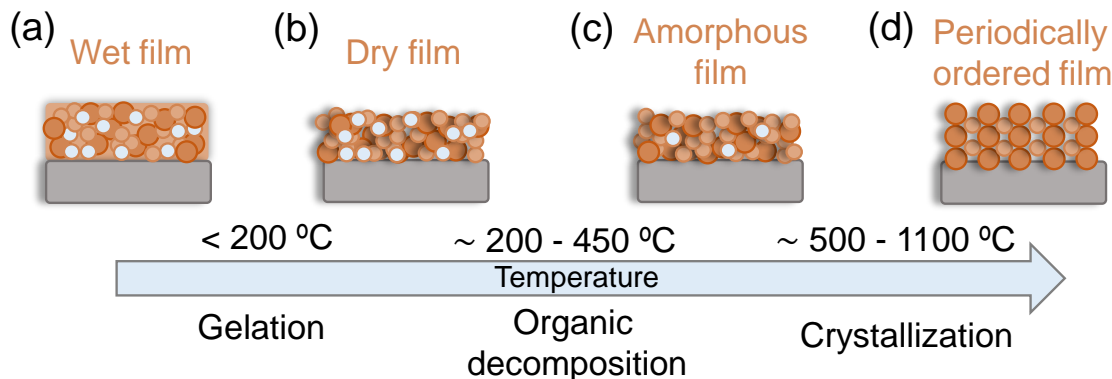 (a)
Wet film
(b)
Dry film
(c)
Amorphous
film
(d)
Periodically
ordered film
< 200 ºC
~ 200 - 450 ºC
~ 500 - 1100 ºC
Temperature
Gelation
Organic
decomposition
Crystallization